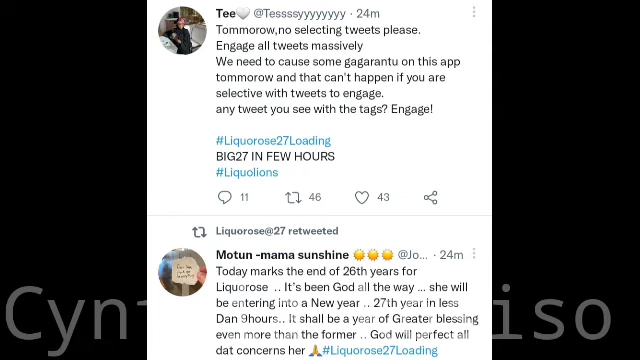 Tee🤍 @Tessssyyyyyyyy · 24m
Tommorow,no selecting tweets please.
Engage all tweets massively
We need to cause some gagarantu on this app
tommorow and that can't happen if you are
selective with tweets to engage.
any tweet you see with the tags? Engage!
#Liquorose27Loading
BIG27 IN FEW HOURS
#Liquolions
11 46 43
Liquorose@27 retweeted
Motun -mama sunshine ☀️☀️☀️ @Jo... · 24m
Today marks the end of 26th years for
Liquorose .. It's been God all the way ... she will
be entering into a New year .. 27th year in less
Dan 9hours.. It shall be a year of Greater blessing
even more than the former .. God will perfect all
dat concerns her 🙏#Liquorose27Loading